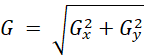 G = √(G_x^2 + G_y^2)